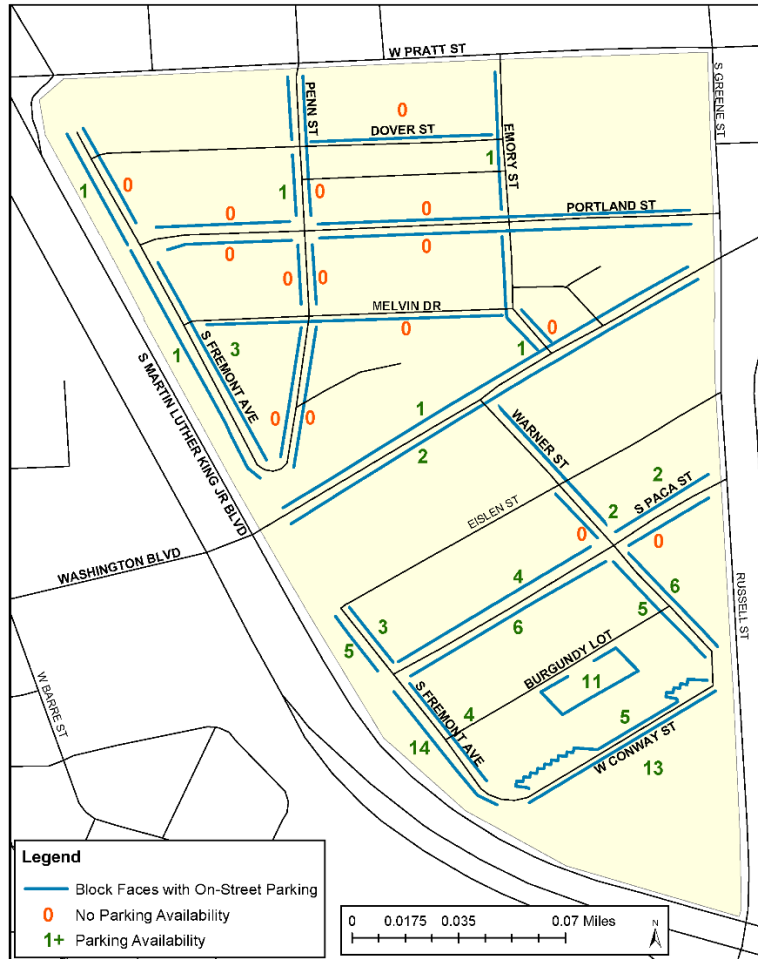 W PRATT ST
S GREENE ST
PENN ST
0
DOVER ST
EMORY ST
1
1
0
1
0
0
0
PORTLAND ST
0
0
0
0
MELVIN DR
0
0
1
S FREMONT AVE
3
1
S MARTIN LUTHER KING JR BLVD
0
0
1
2
WARNER ST
EISLEN ST
2
S PACA ST
2
0
0
WASHINGTON BLVD
4
6
3
5
6
5
RUSSELL ST
BURGUNDY LOT
11
S FREMONT AVE
4
14
5
W CONWAY ST
13
W BARRE ST
Legend
Block Faces with On-Street Parking
0 No Parking Availability
1+ Parking Availability
0 0.0175 0.035 0.07 Miles
N